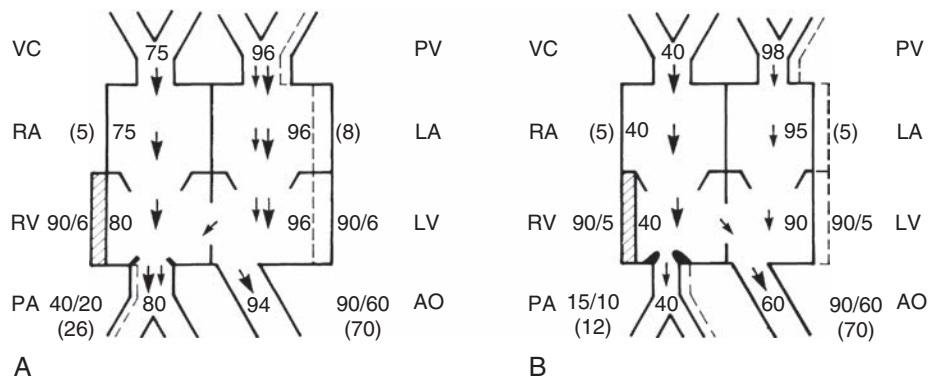 VC 75 96 PV
RA (5) 75 96 (8) LA
RV 90/6 80 96 90/6 LV
PA 40/20 80 94 90/60 AO
(26) (70)
A
VC 40 98 PV
RA (5) 40 95 (5) LA
RV 90/5 40 90 90/5 LV
PA 15/10 40 60 90/60 AO
(12) (70)
B